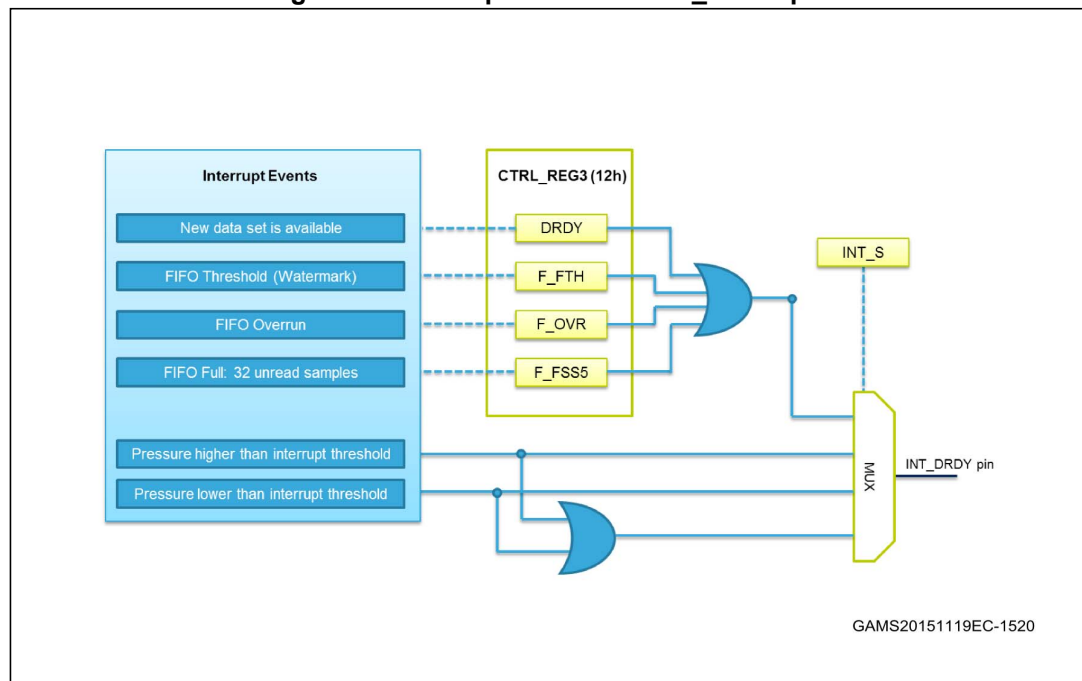 Interrupt Events
CTRL_REG3 (12h)
New data set is available
DRDY
FIFO Threshold (Watermark)
F_FTH
INT_S
FIFO Overrun
F_OVR
FIFO Full: 32 unread samples
F_FSS5
Pressure higher than interrupt threshold
Pressure lower than interrupt threshold
MUX
INT_DRDY pin
GAMS20151119EC-1520